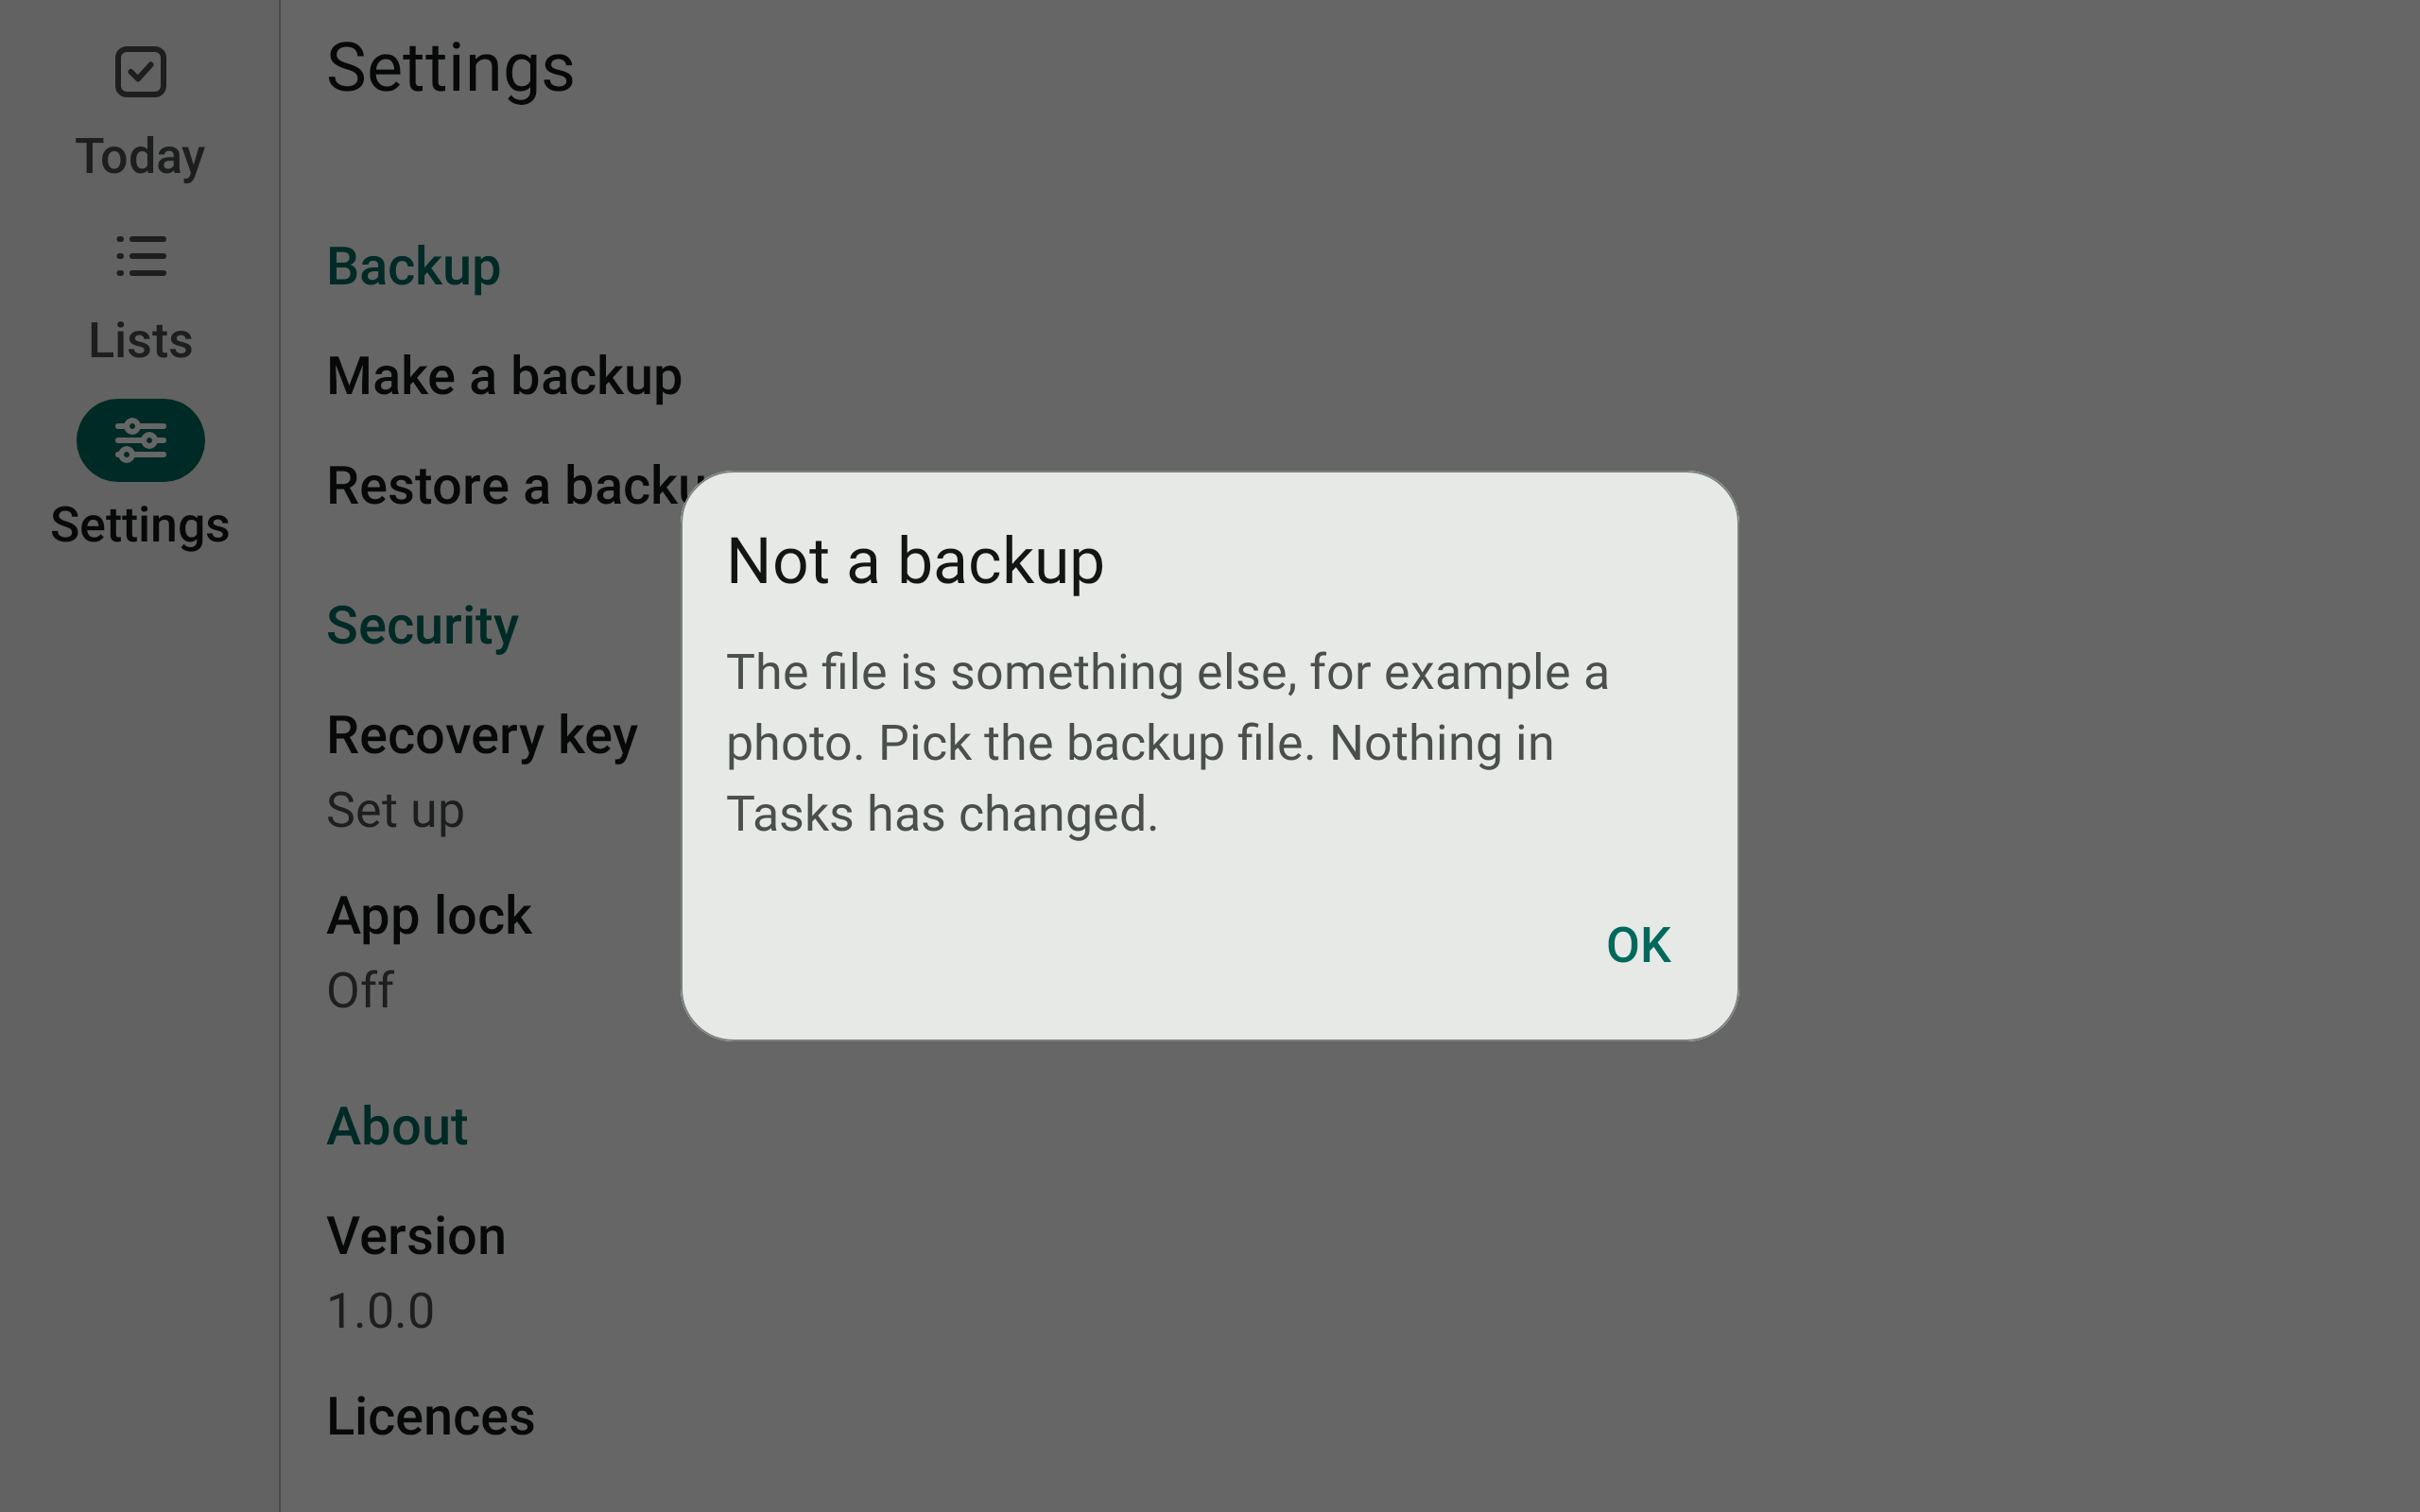 Settings
Today
Lists
Settings
Backup
Make a backup
Restore a backu
Security
Recovery key
Set up
App lock
Off
About
Version
1.0.0
Licences
Not a backup
The file is something else, for example a
photo. Pick the backup file. Nothing in
Tasks has changed.
OK